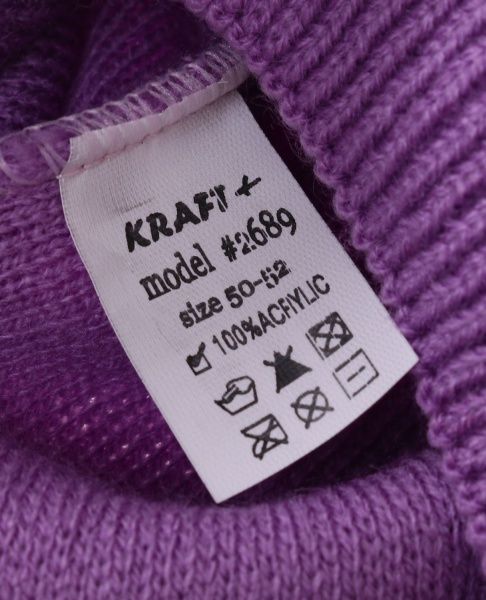 KRAFT +
model #2689
size 50-52
100% ACRYLIC